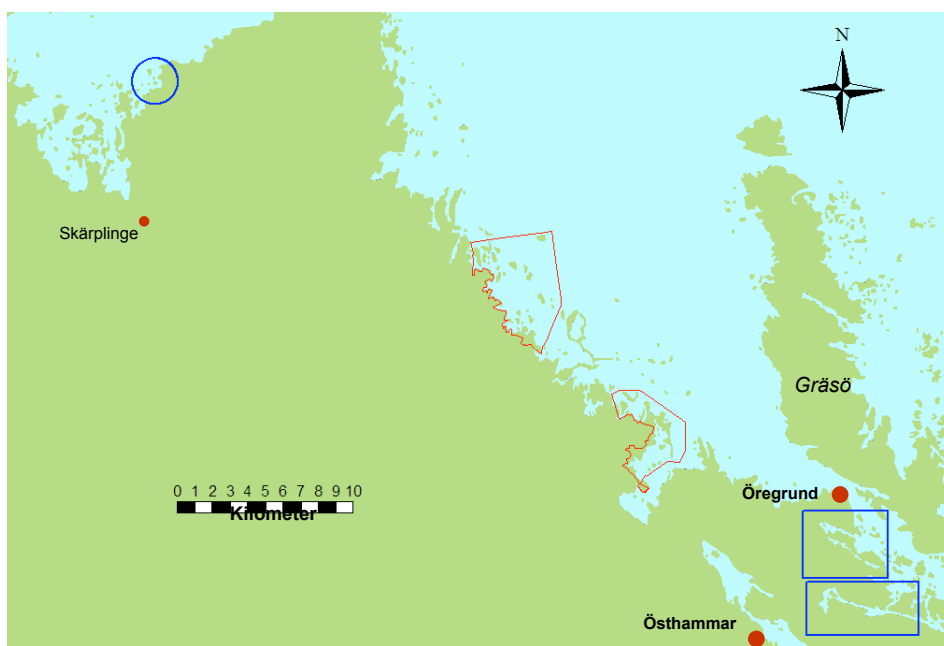 N
Skärplinge
Gräsö
0 1 2 3 4 5 6 7 8 9 10
Kilometer
Öregrund
Östhammar